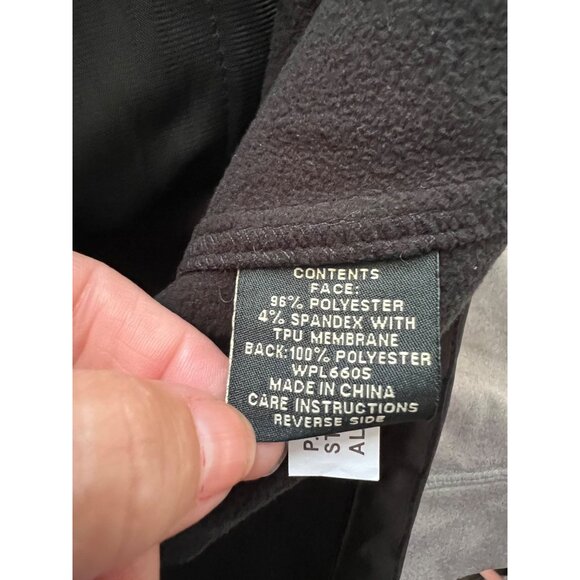 CONTENTS
FACE:
96% POLYESTER
4% SPANDEX WITH
TPU MEMBRANE
BACK:100% POLYESTER
WPL6605
MADE IN CHINA
CARE INSTRUCTIONS
REVERSE SIDE